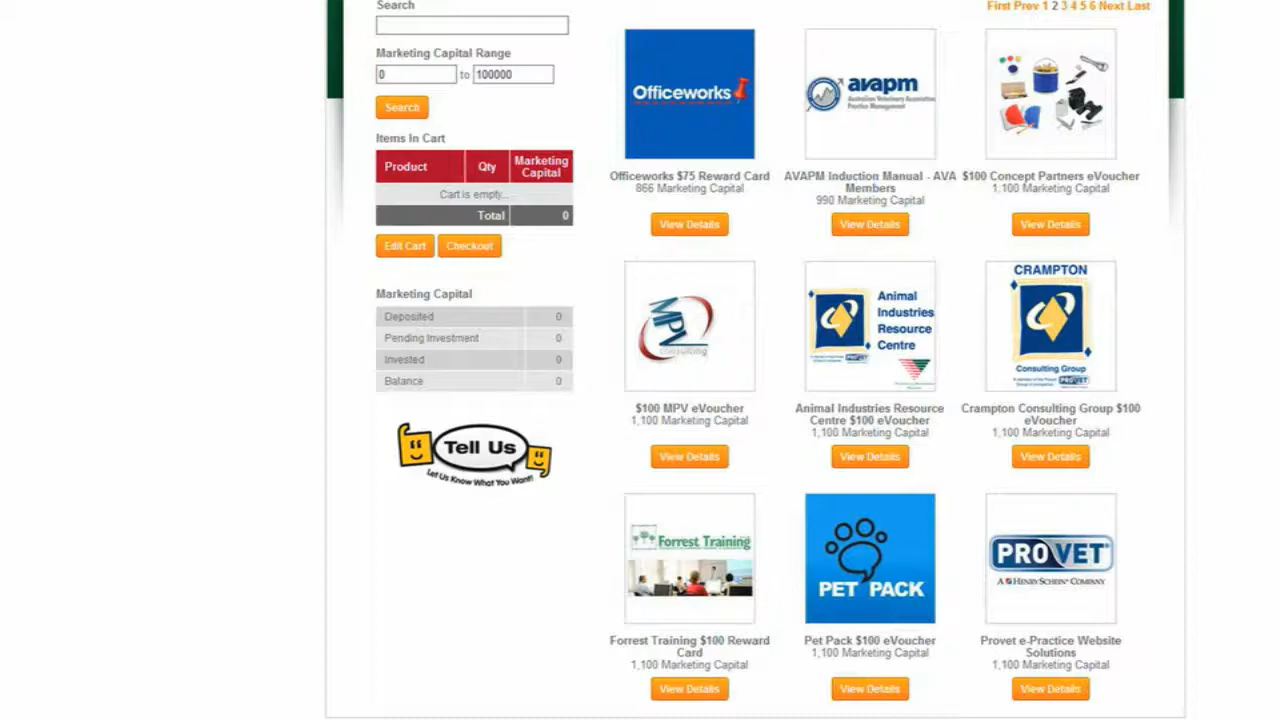 Search
Marketing Capital Range
0 to 100000
Search
Items In Cart
Product Qty Marketing Capital
Cart is empty...
Total 0
Edit Cart Checkout
Marketing Capital
Deposited 0
Pending Investment 0
Invested 0
Balance 0
Tell Us
Let Us Know What You Want!
First Prev 1 2 3 4 5 6 Next Last
Officeworks
avapm
Australian Veterinary Association
Practice Management
Officeworks $75 Reward Card
866 Marketing Capital
View Details
AVAPM Induction Manual - AVA
Members
990 Marketing Capital
View Details
$100 Concept Partners eVoucher
1,100 Marketing Capital
View Details
MPV
consulting
Animal
Industries
Resource
Centre
PROVET
CRAMPTON
Consulting Group
PROVET
$100 MPV eVoucher
1,100 Marketing Capital
View Details
Animal Industries Resource
Centre $100 eVoucher
1,100 Marketing Capital
View Details
Crampton Consulting Group $100
eVoucher
1,100 Marketing Capital
View Details
Forrest Training
PET PACK
PROVET
A HENRY SCHEIN® COMPANY
Forrest Training $100 Reward
Card
1,100 Marketing Capital
View Details
Pet Pack $100 eVoucher
1,100 Marketing Capital
View Details
Provet e-Practice Website
Solutions
1,100 Marketing Capital
View Details